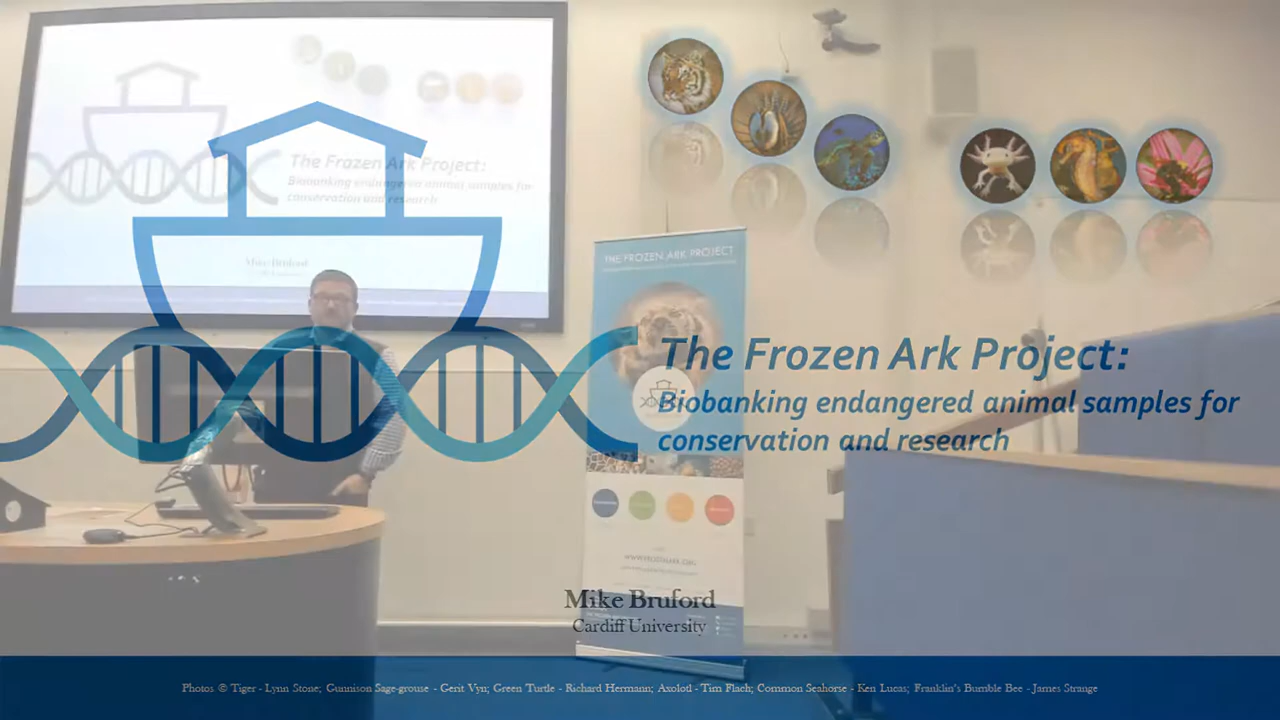 The Frozen Ark Project:
Biobanking endangered animal samples for
conservation and research
THE FROZEN ARK PROJECT
The Frozen Ark Project:
Biobanking endangered animal samples for
conservation and research
Mike Bruford
Mike Bruford
Cardiff University
Photos © Tiger - Lynn Stone; Gunnison Sage-grouse - Gerit Vyn; Green Turtle - Richard Hermann; Axolotl - Tim Flach; Common Seahorse - Ken Lucas; Franklin's Bumble Bee - James Strange